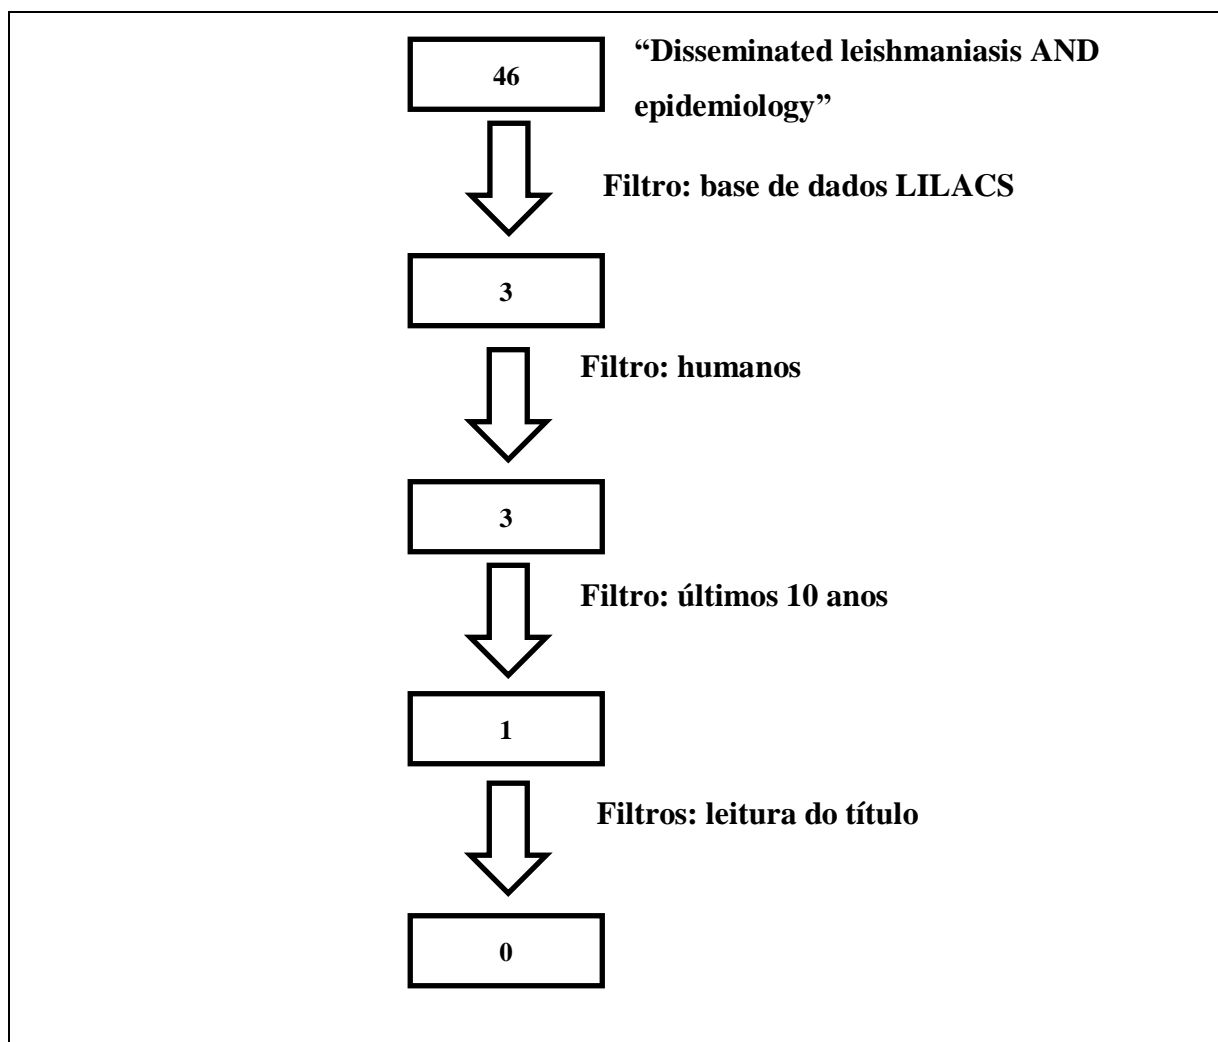 46
“Disseminated leishmaniasis AND
epidemiology”
Filtro: base de dados LILACS
3
Filtro: humanos
3
Filtro: últimos 10 anos
1
Filtros: leitura do título
0